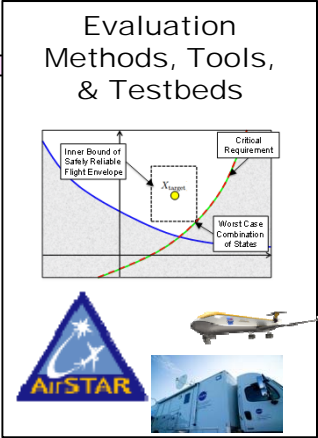 Evaluation
Methods, Tools,
& Testbeds
Critical
Requirement
Inner Bound of
Safely Reliable
Flight Envelope
X_target
Worst Case
Combination
of States
AirSTAR